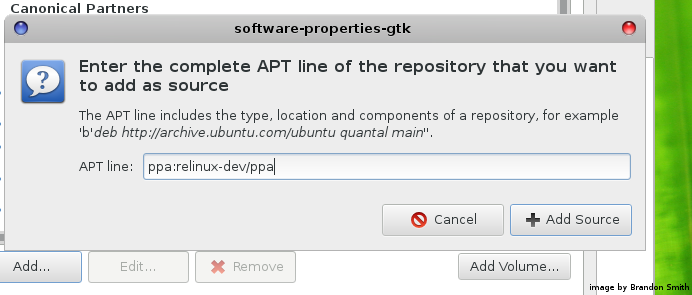 Canonical Partners
software-properties-gtk
Enter the complete APT line of the repository that you want
to add as source
The APT line includes the type, location and components of a repository, for example
'b'deb http://archive.ubuntu.com/ubuntu quantal main''.
APT line: ppa:relinux-dev/ppa
Cancel Add Source
Add... Edit... Remove Add Volume...
image by Brandon Smith